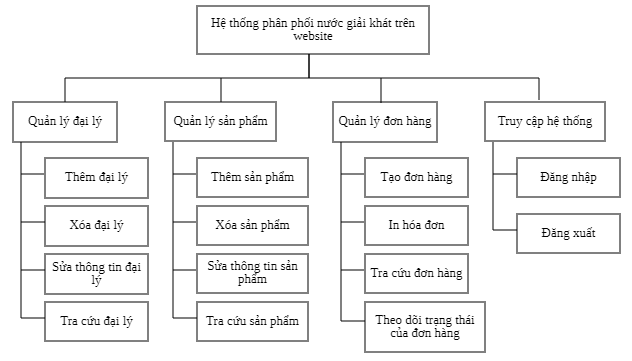 Hệ thống phân phối nước giải khát trên
website
Quản lý đại lý
Quản lý sản phẩm
Quản lý đơn hàng
Truy cập hệ thống
Thêm đại lý
Thêm sản phẩm
Tạo đơn hàng
Đăng nhập
Xóa đại lý
Xóa sản phẩm
In hóa đơn
Đăng xuất
Sửa thông tin đại
lý
Sửa thông tin sản
phẩm
Tra cứu đơn hàng
Tra cứu đại lý
Tra cứu sản phẩm
Theo dõi trạng thái
của đơn hàng